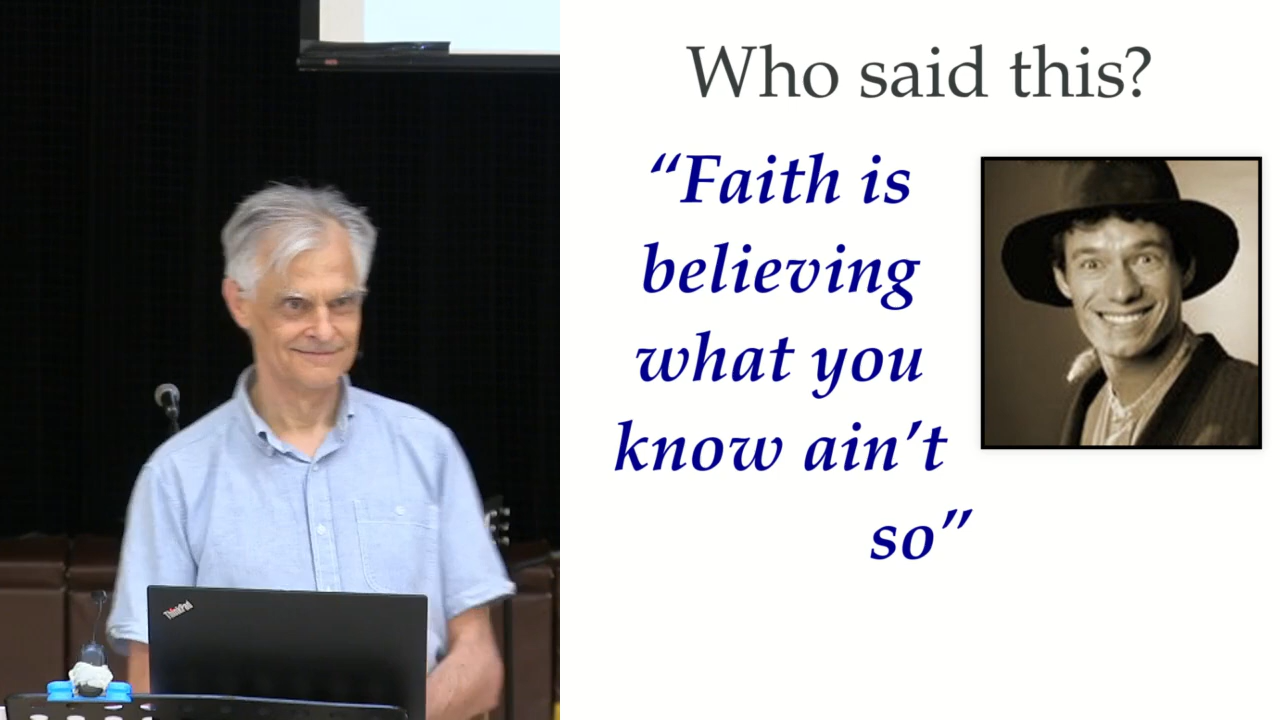 Who said this?
“Faith is
believing
what you
know ain’t
so”
ThinkPad